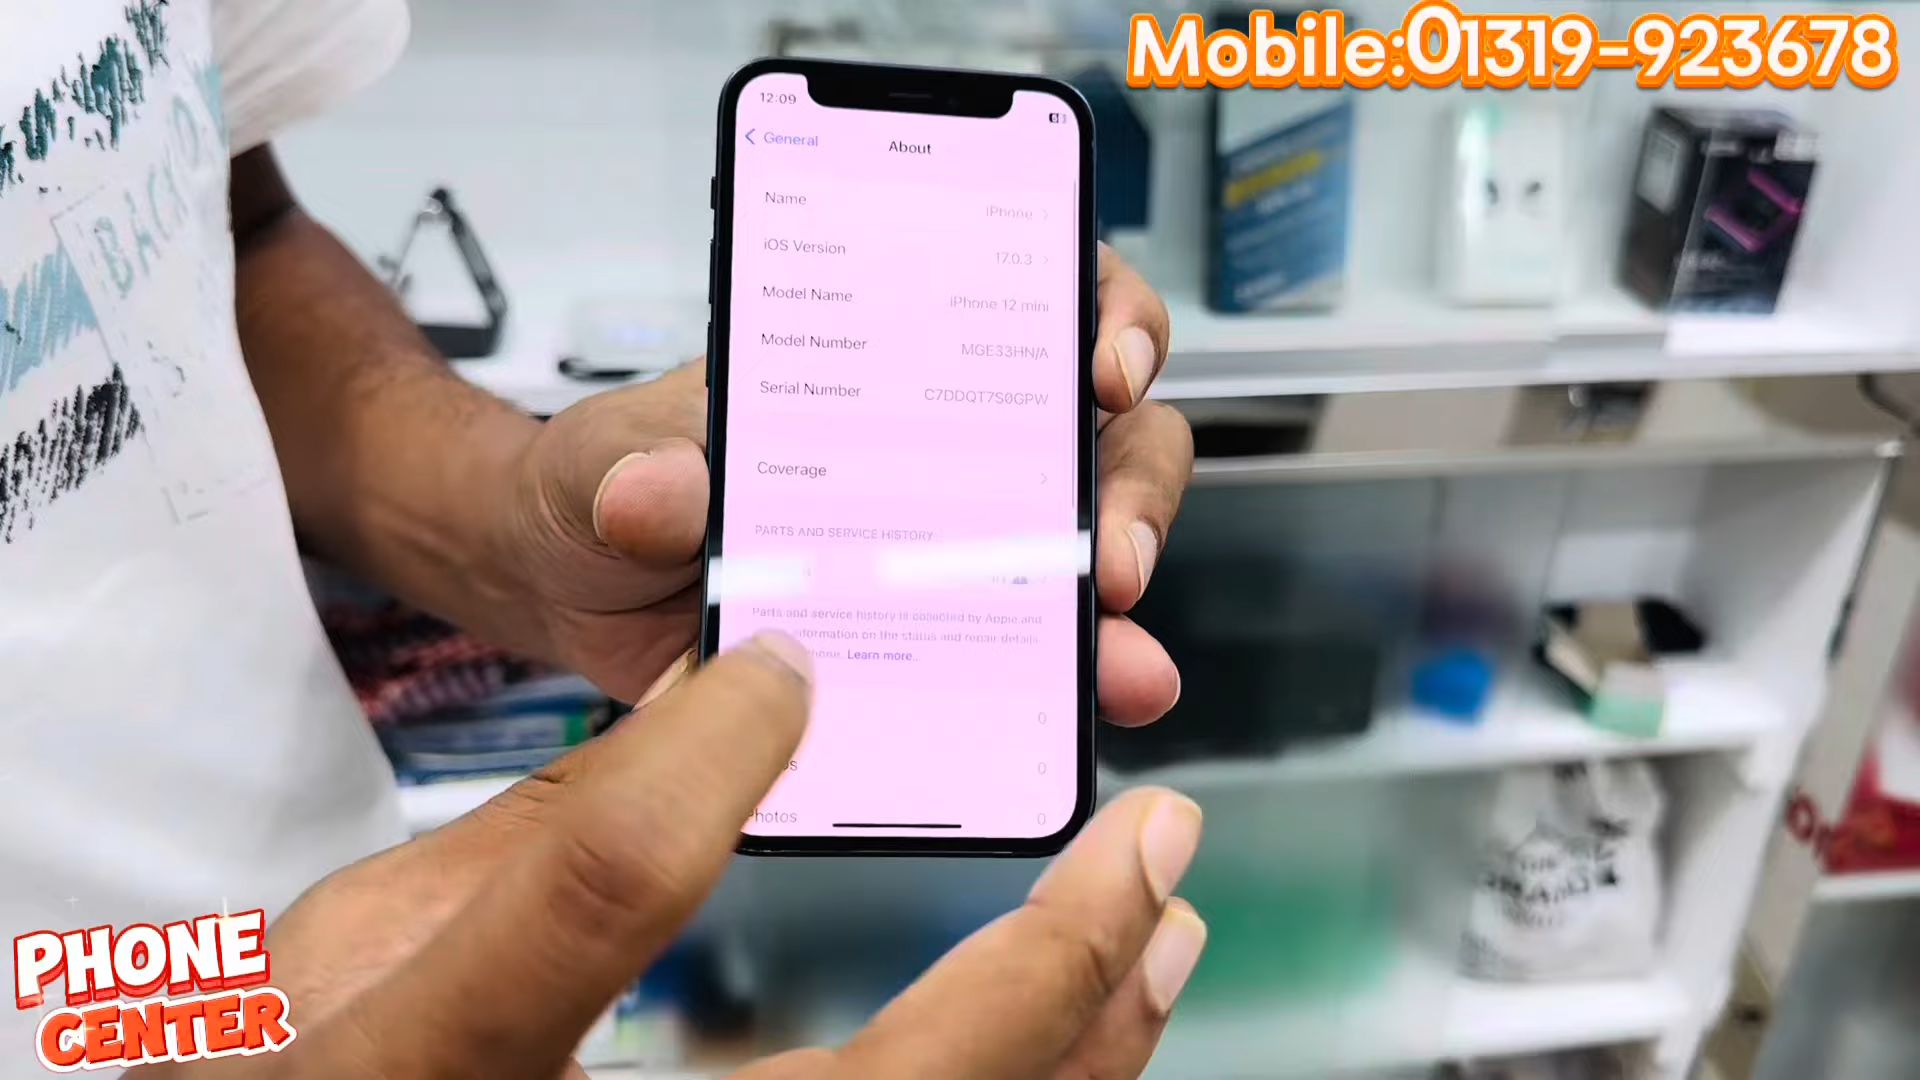 Mobile:01319-923678
12:09
General
About
Name
iPhone
iOS Version
17.0.3
Model Name
iPhone 12 mini
Model Number
MGE33HN/A
Serial Number
C7DDQT7S0GPW
Coverage
PARTS AND SERVICE HISTORY
Parts and service history is collected by Apple and
information on the status and repair details
Learn more..
0
0
Photos
0
BACK
PHONE
CENTER